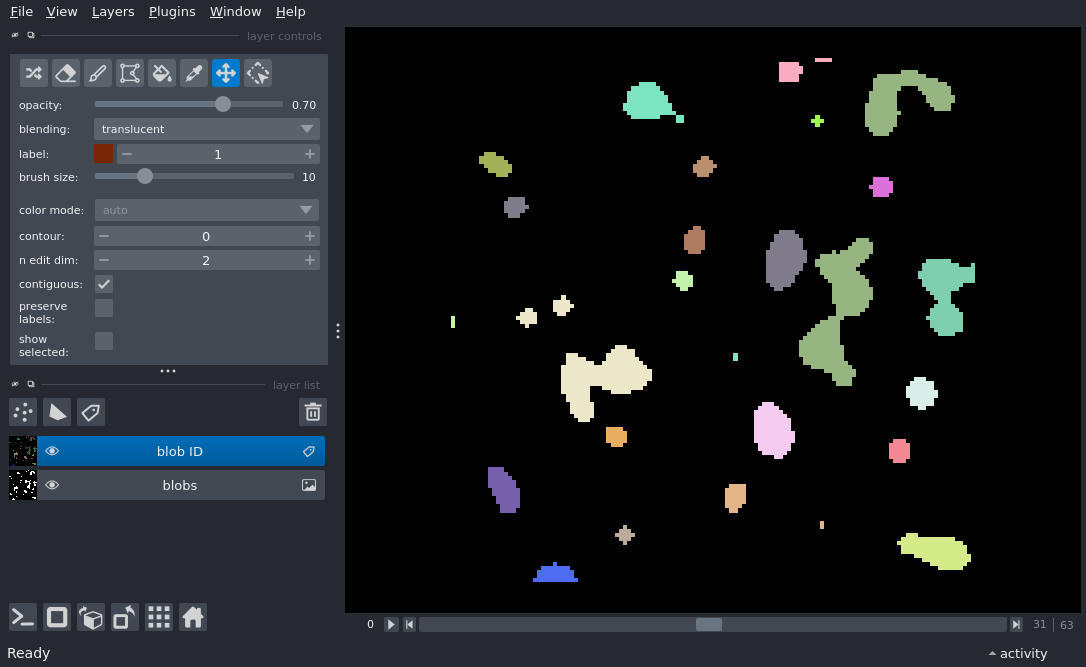 File View Layers Plugins Window Help
layer controls
opacity: 0.70
blending: translucent
label: 1
brush size: 10
color mode: auto
contour: 0
n edit dim: 2
contiguous:
preserve
labels:
show
selected:
layer list
blob ID
blobs
0 31 63
Ready activity